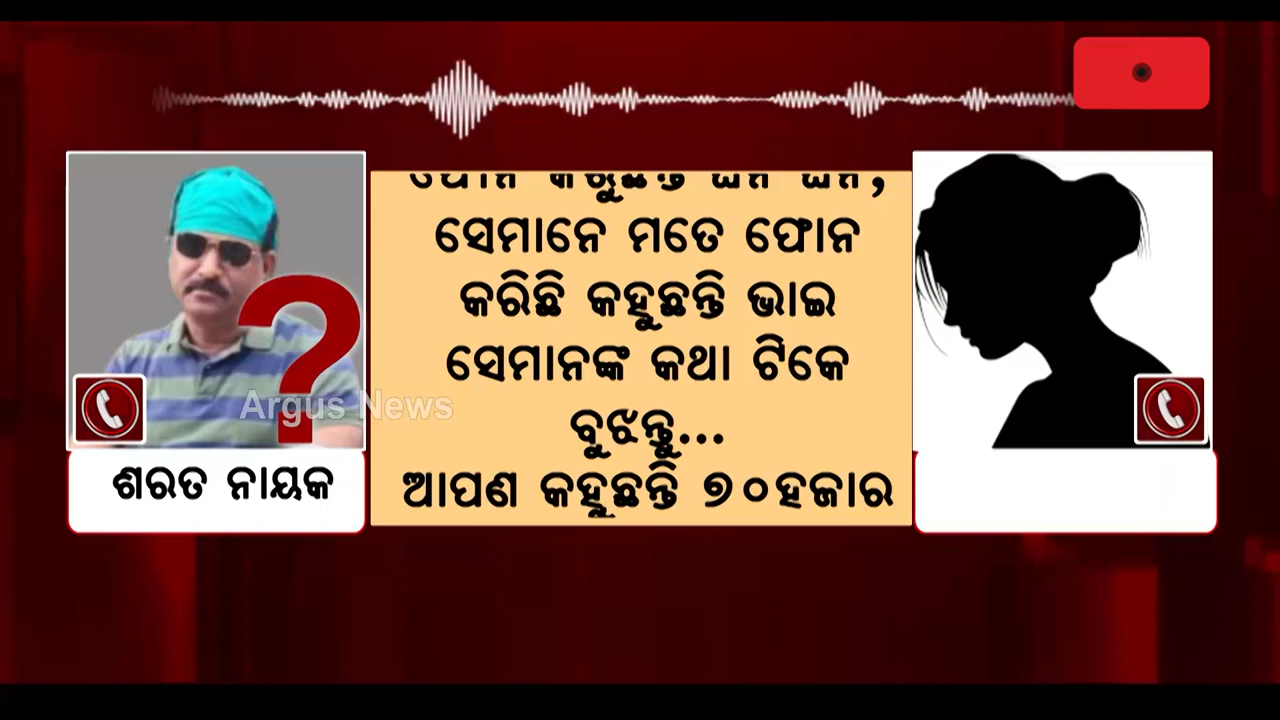 ସେମାନେ ମତେ ଫୋନ
କରିଛି କହୁଛନ୍ତି ଭାଇ
ସେମାନଙ୍କ କଥା ଟିକେ
ବୁଝନ୍ତୁ...
ଆପଣ କହୁଛନ୍ତି ୭୦ହଜାର
?
Argus News
ଶରତ ନାୟକ